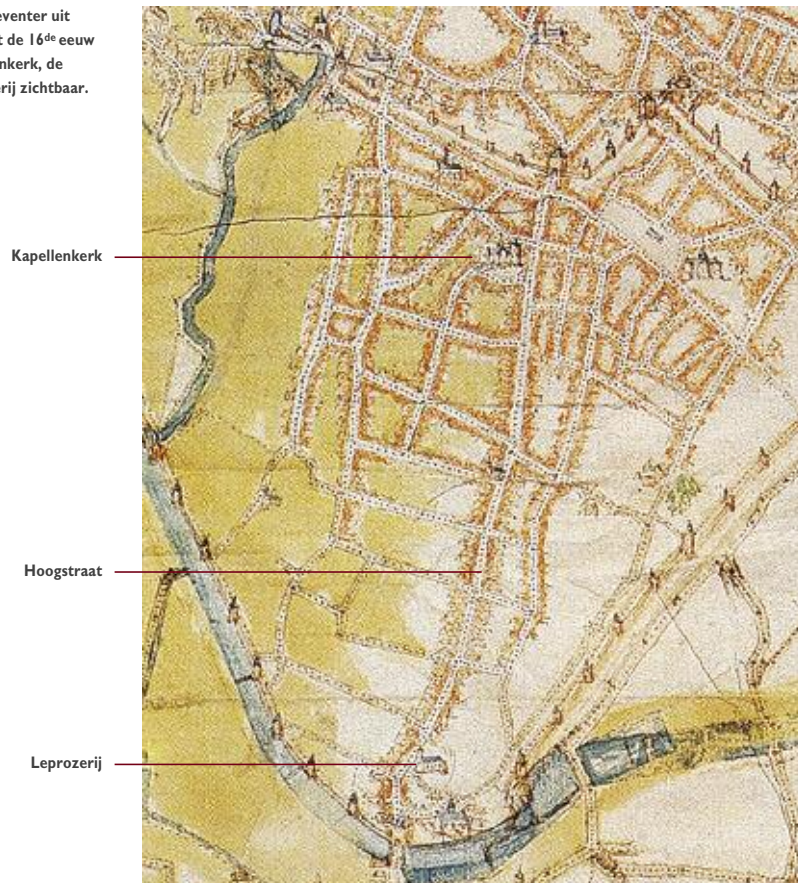 eventer uit
t de 16de eeuw
nkerk, de
rij zichtbaar.
Kapellenkerk
Hoogstraat
Leprozerij